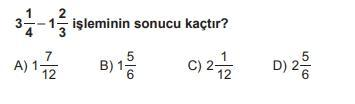 3 1/4 – 1 2/3 işleminin sonucu kaçtır?
A) 1 7/12 B) 1 5/6 C) 2 1/12 D) 2 5/6